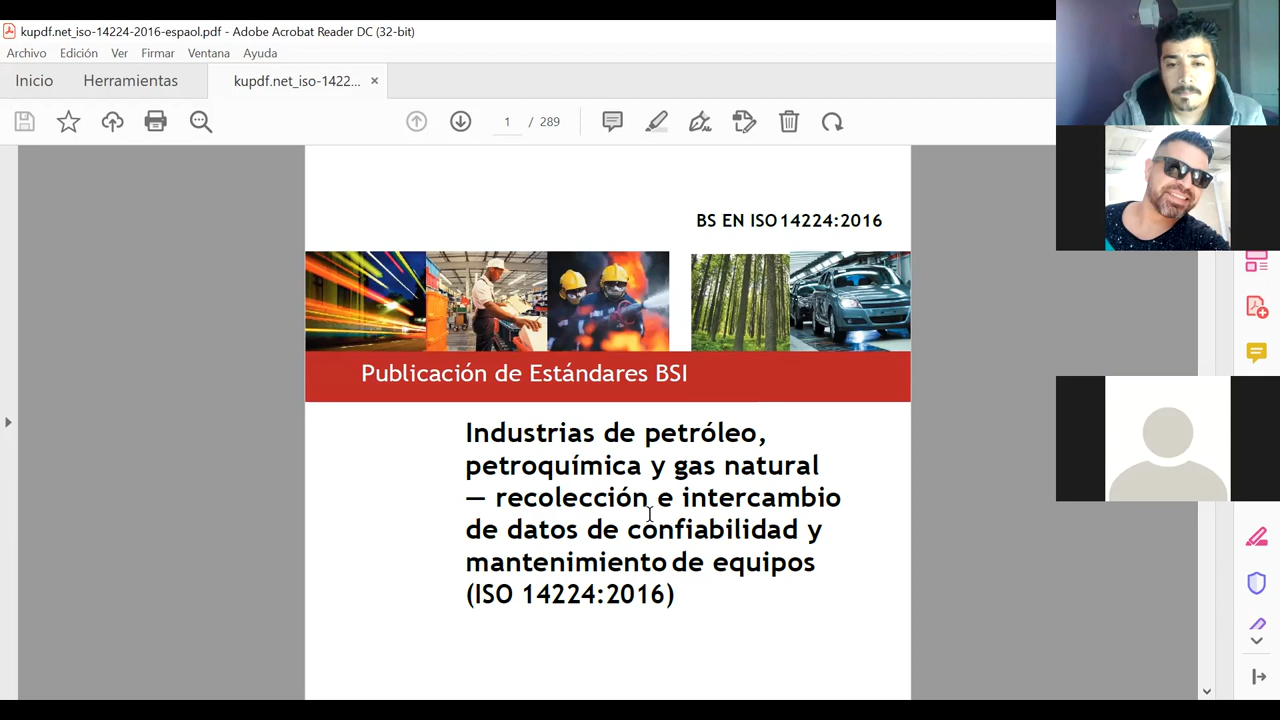 kupdf.net_iso-14224-2016-espaol.pdf - Adobe Acrobat Reader DC (32-bit)
Archivo Edición Ver Firmar Ventana Ayuda
Inicio Herramientas kupdf.net_iso-1422... ×
1 / 289
BS EN ISO 14224:2016
Publicación de Estándares BSI
Industrias de petróleo,
petroquímica y gas natural
— recolección e intercambio
de datos de confiabilidad y
mantenimiento de equipos
(ISO 14224:2016)